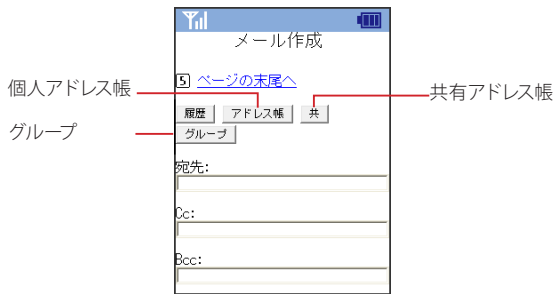 メール作成
5 ページの末尾へ
個人アドレス帳
共有アドレス帳
履歴 アドレス帳 共
グループ
グループ
宛先:
Cc:
Bcc: